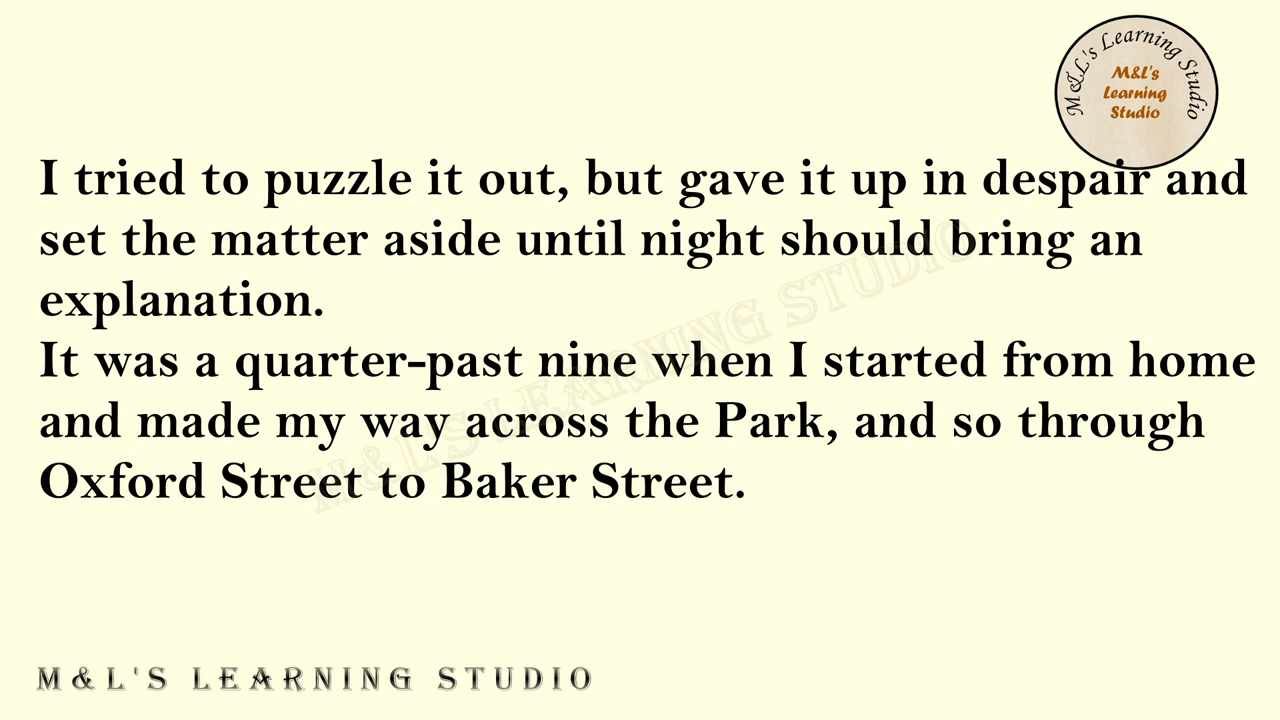 M&L's Learning Studio
M&L's
Learning
Studio
I tried to puzzle it out, but gave it up in despair and
set the matter aside until night should bring an
explanation.
It was a quarter-past nine when I started from home
and made my way across the Park, and so through
Oxford Street to Baker Street.
M&L'S LEARNING STUDIO
M&L'S LEARNING STUDIO